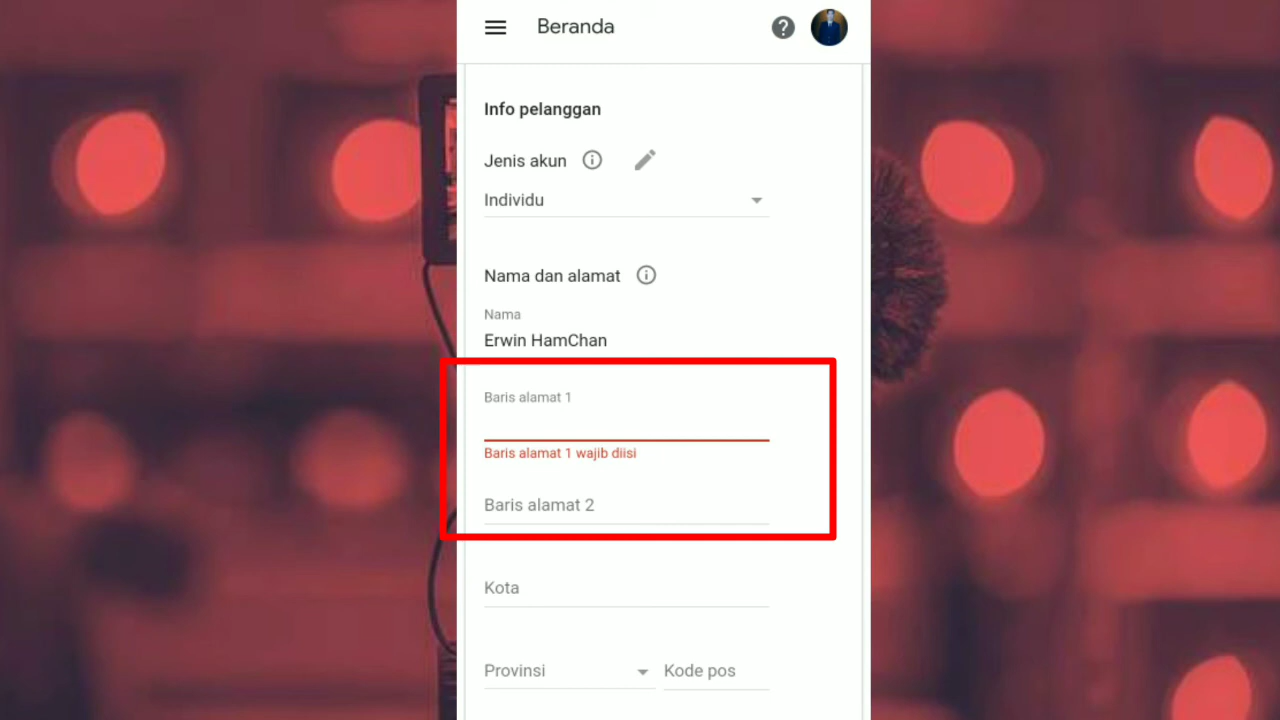 Beranda
Info pelanggan
Jenis akun
Individu
Nama dan alamat
Nama
Erwin HamChan
Baris alamat 1
Baris alamat 1 wajib diisi
Baris alamat 2
Kota
Provinsi Kode pos